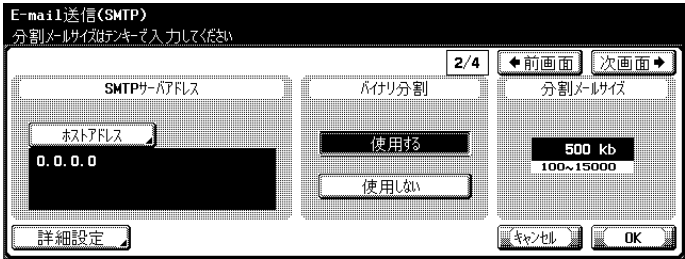 E-mail送信(SMTP)
分割ﾒｰﾙｻｲｽﾞはﾃﾝｷｰで入力してください
2/4
←前画面
次画面→
SMTPｻｰﾊﾞｱﾄﾞﾚｽ
ﾊﾞｲﾅﾘ分割
分割ﾒｰﾙｻｲｽﾞ
ﾎｽﾄｱﾄﾞﾚｽ
0.0.0.0
使用する
使用しない
500 kb
100~15000
詳細設定
ｷｬﾝｾﾙ
OK